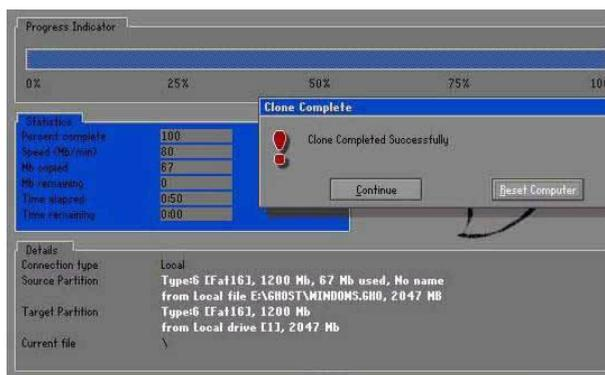 Progress Indicator
0% 25% 50% 75% 10
Clone Complete
Clone Completed Successfully
Continue Reset Computer
Statistics
Percent complete 100
Speed (Mb/min) 80
Mb copied 67
Mb remaining 0
Time elapsed 0:50
Time remaining 0:00
Details
Connection type Local
Source Partition Type:6 [Fat16], 1200 Mb, 67 Mb used, No name
from Local file E:\GHOST\WINDOWS.GHO, 2047 MB
Target Partition Type:6 [Fat16], 1200 Mb
from Local drive [1], 2047 Mb
Current file \